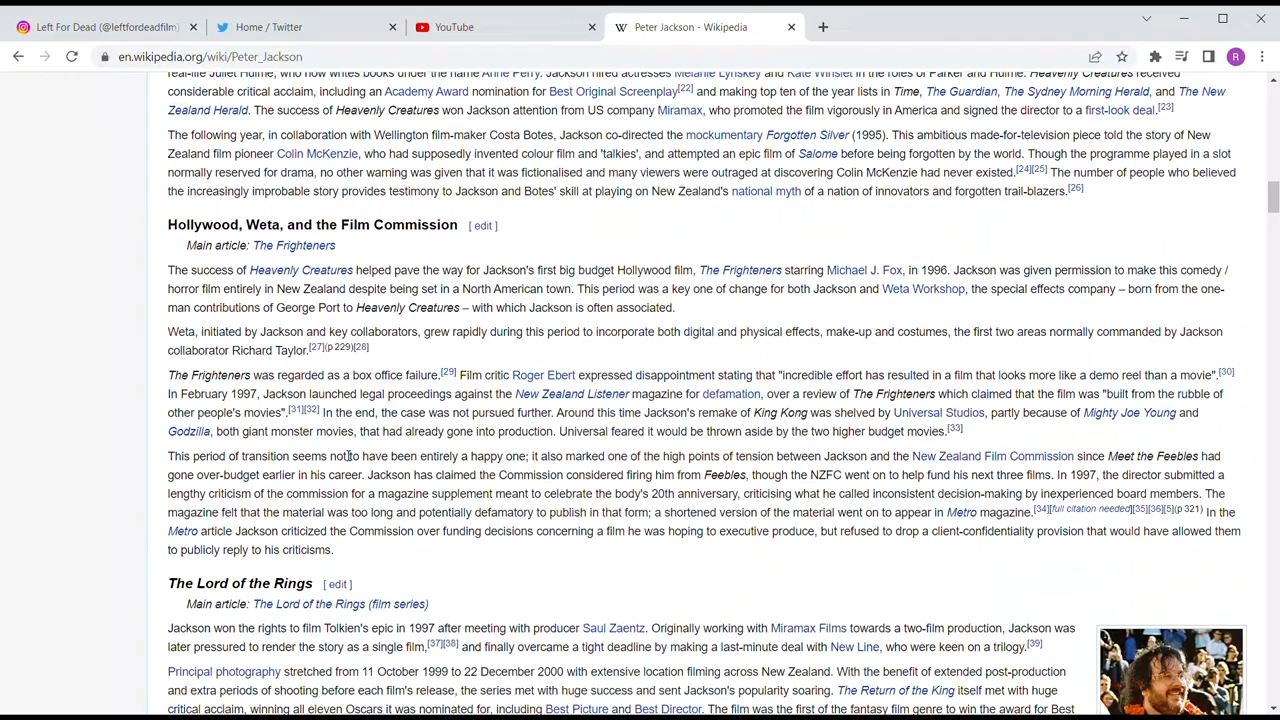 Left For Dead (@leftfordeadfilm)
Home / Twitter
YouTube
W Peter Jackson - Wikipedia
en.wikipedia.org/wiki/Peter_Jackson
R
real-life Juliet Hulme, who now writes books under the name Anne Perry. Jackson hired actresses Melanie Lynskey and Kate Winslet in the roles of Parker and Hulme. Heavenly Creatures received
considerable critical acclaim, including an Academy Award nomination for Best Original Screenplay[22] and making top ten of the year lists in Time, The Guardian, The Sydney Morning Herald, and The New
Zealand Herald. The success of Heavenly Creatures won Jackson attention from US company Miramax, who promoted the film vigorously in America and signed the director to a first-look deal.[23]
The following year, in collaboration with Wellington film-maker Costa Botes, Jackson co-directed the mockumentary Forgotten Silver (1995). This ambitious made-for-television piece told the story of New
Zealand film pioneer Colin McKenzie, who had supposedly invented colour film and 'talkies', and attempted an epic film of Salome before being forgotten by the world. Though the programme played in a slot
normally reserved for drama, no other warning was given that it was fictionalised and many viewers were outraged at discovering Colin McKenzie had never existed.[24][25] The number of people who believed
the increasingly improbable story provides testimony to Jackson and Botes' skill at playing on New Zealand's national myth of a nation of innovators and forgotten trail-blazers.[26]
Hollywood, Weta, and the Film Commission [ edit ]
Main article: The Frighteners
The success of Heavenly Creatures helped pave the way for Jackson's first big budget Hollywood film, The Frighteners starring Michael J. Fox, in 1996. Jackson was given permission to make this comedy /
horror film entirely in New Zealand despite being set in a North American town. This period was a key one of change for both Jackson and Weta Workshop, the special effects company – born from the one-
man contributions of George Port to Heavenly Creatures – with which Jackson is often associated.
Weta, initiated by Jackson and key collaborators, grew rapidly during this period to incorporate both digital and physical effects, make-up and costumes, the first two areas normally commanded by Jackson
collaborator Richard Taylor.[27](p 229)[28]
The Frighteners was regarded as a box office failure.[29] Film critic Roger Ebert expressed disappointment stating that "incredible effort has resulted in a film that looks more like a demo reel than a movie".[30]
In February 1997, Jackson launched legal proceedings against the New Zealand Listener magazine for defamation, over a review of The Frighteners which claimed that the film was "built from the rubble of
other people's movies".[31][32] In the end, the case was not pursued further. Around this time Jackson's remake of King Kong was shelved by Universal Studios, partly because of Mighty Joe Young and
Godzilla, both giant monster movies, that had already gone into production. Universal feared it would be thrown aside by the two higher budget movies.[33]
This period of transition seems not to have been entirely a happy one; it also marked one of the high points of tension between Jackson and the New Zealand Film Commission since Meet the Feebles had
gone over-budget earlier in his career. Jackson has claimed the Commission considered firing him from Feebles, though the NZFC went on to help fund his next three films. In 1997, the director submitted a
lengthy criticism of the commission for a magazine supplement meant to celebrate the body's 20th anniversary, criticising what he called inconsistent decision-making by inexperienced board members. The
magazine felt that the material was too long and potentially defamatory to publish in that form; a shortened version of the material went on to appear in Metro magazine.[34][full citation needed][35][36][5](p 321) In the
Metro article Jackson criticized the Commission over funding decisions concerning a film he was hoping to executive produce, but refused to drop a client-confidentiality provision that would have allowed them
to publicly reply to his criticisms.
The Lord of the Rings [ edit ]
Main article: The Lord of the Rings (film series)
Jackson won the rights to film Tolkien's epic in 1997 after meeting with producer Saul Zaentz. Originally working with Miramax Films towards a two-film production, Jackson was
later pressured to render the story as a single film,[37][38] and finally overcame a tight deadline by making a last-minute deal with New Line, who were keen on a trilogy.[39]
Principal photography stretched from 11 October 1999 to 22 December 2000 with extensive location filming across New Zealand. With the benefit of extended post-production
and extra periods of shooting before each film's release, the series met with huge success and sent Jackson's popularity soaring. The Return of the King itself met with huge
critical acclaim, winning all eleven Oscars it was nominated for, including Best Picture and Best Director. The film was the first of the fantasy film genre to win the award for Best